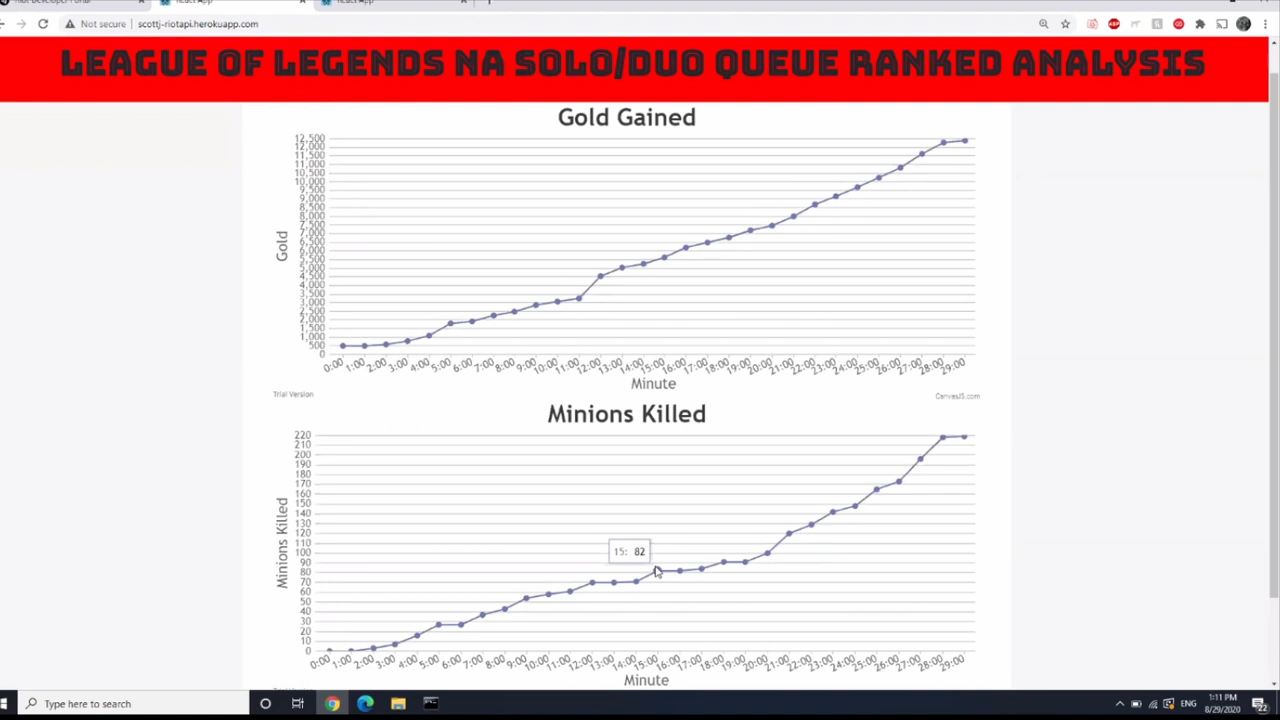 Riot Developer Portal
React App
React App
Not secure | scottj-riotapi.herokuapp.com
LEAGUE OF LEGENDS NA SOLO/DUO QUEUE RANKED ANALYSIS
Gold Gained
12,500
12,000
11,500
11,000
10,500
10,000
9,500
9,000
8,500
8,000
7,500
7,000
6,500
6,000
5,500
5,000
4,500
4,000
3,500
3,000
2,500
2,000
1,500
1,000
500
0
Gold
0:00 1:00 2:00 3:00 4:00 5:00 6:00 7:00 8:00 9:00 10:00 11:00 12:00 13:00 14:00 15:00 16:00 17:00 18:00 19:00 20:00 21:00 22:00 23:00 24:00 25:00 26:00 27:00 28:00 29:00
Minute
Trial Version
CanvasJS.com
Minions Killed
220
210
200
190
180
170
160
150
140
130
120
110
100
90
80
70
60
50
40
30
20
10
0
Minions Killed
15: 82
0:00 1:00 2:00 3:00 4:00 5:00 6:00 7:00 8:00 9:00 10:00 11:00 12:00 13:00 14:00 15:00 16:00 17:00 18:00 19:00 20:00 21:00 22:00 23:00 24:00 25:00 26:00 27:00 28:00 29:00
Minute
Type here to search
ENG
1:11 PM
8/29/2020
22